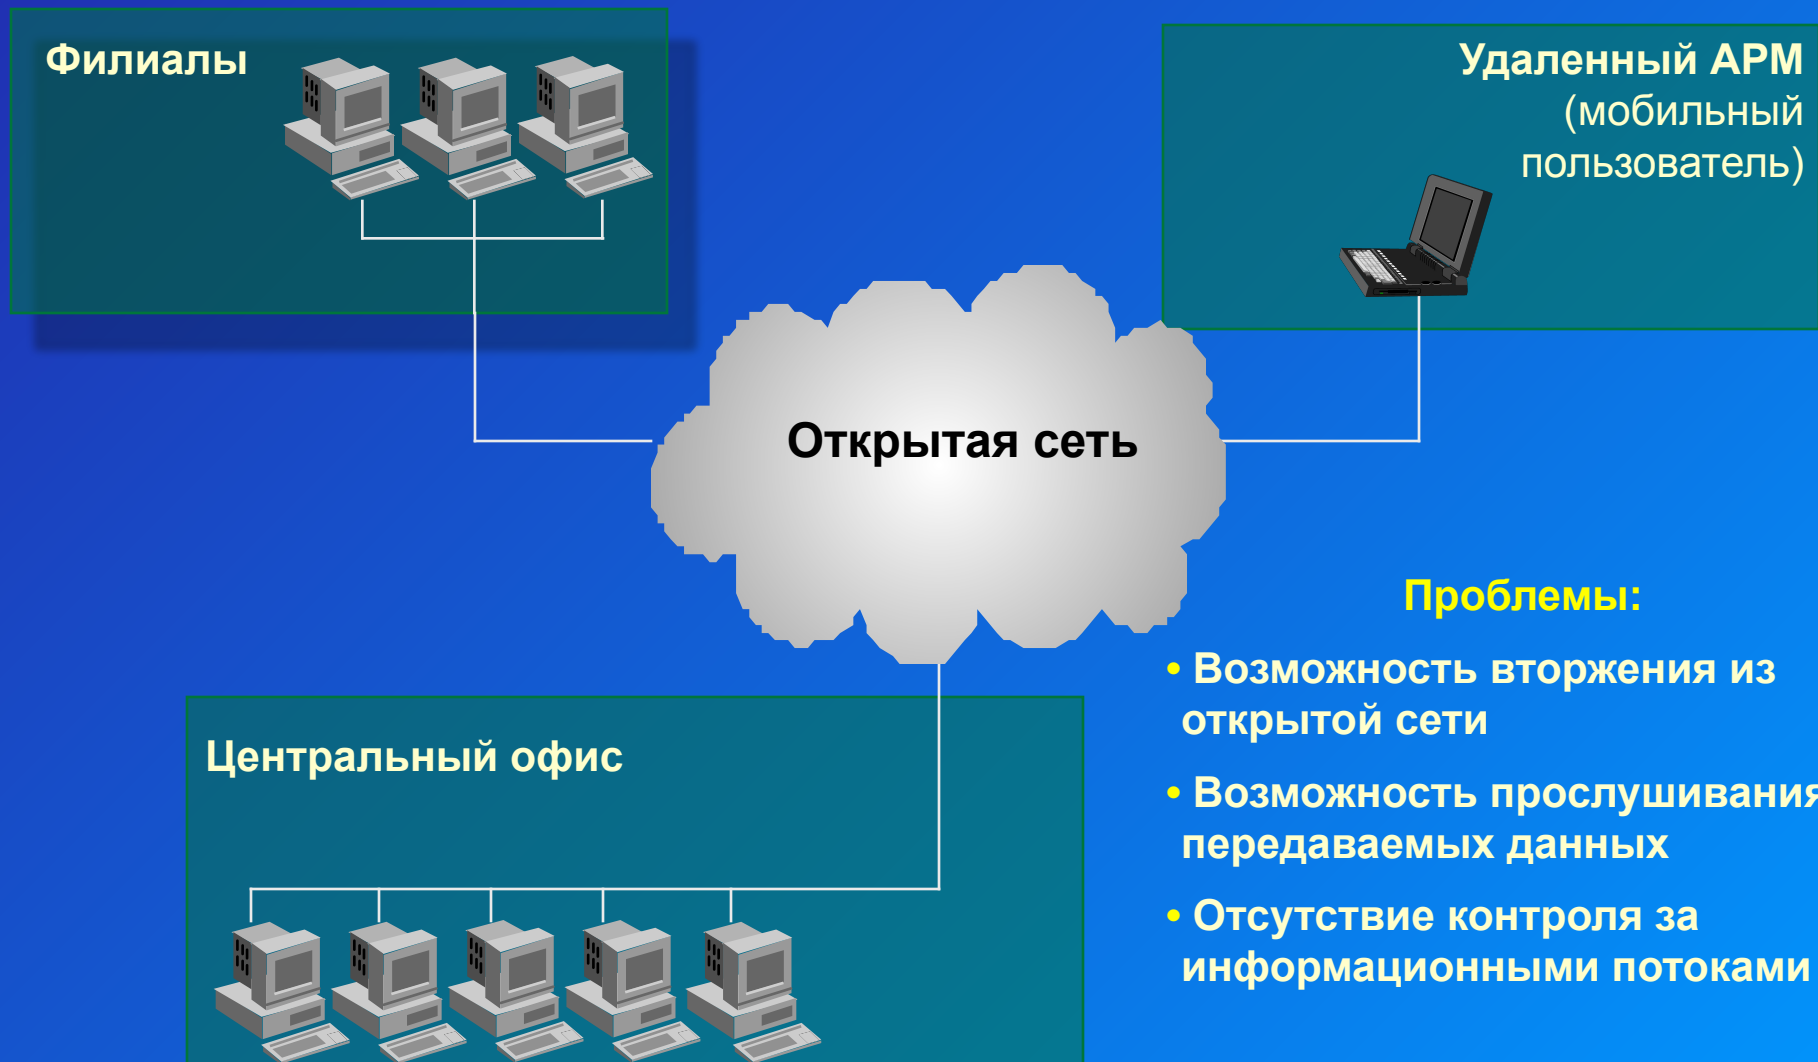 Филиалы
Удаленный АРМ
(мобильный
пользователь)
Открытая сеть
Проблемы:
• Возможность вторжения из
открытой сети
• Возможность прослушивания
передаваемых данных
• Отсутствие контроля за
информационными потоками
Центральный офис